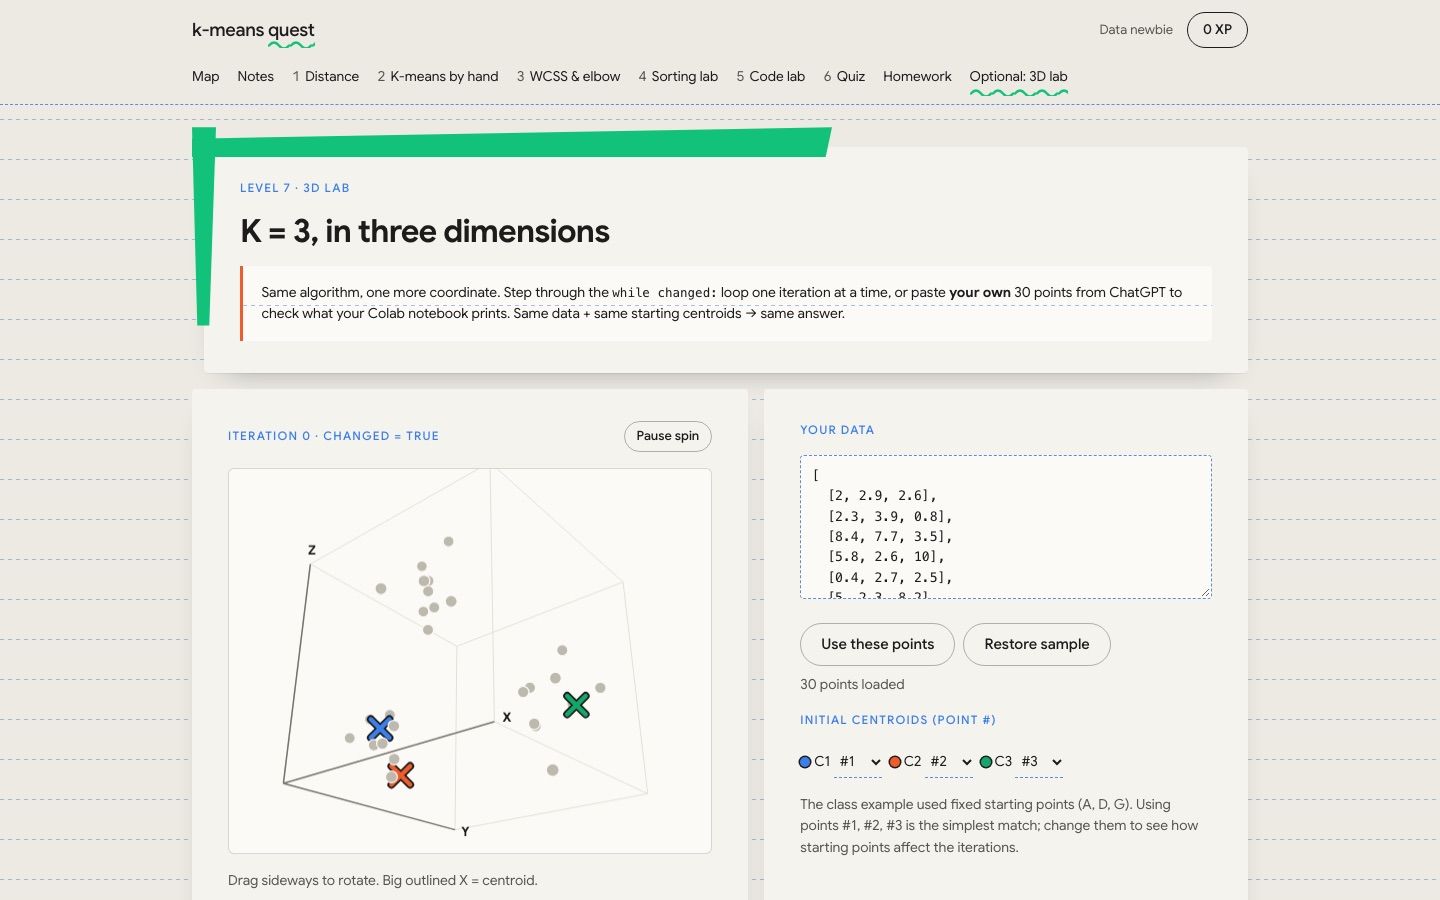 k-means quest
Data newbie
0 XP
Map Notes 1 Distance 2 K-means by hand 3 WCSS & elbow 4 Sorting lab 5 Code lab 6 Quiz Homework Optional: 3D lab
LEVEL 7 · 3D LAB
K = 3, in three dimensions
Same algorithm, one more coordinate. Step through the while changed: loop one iteration at a time, or paste your own 30 points from ChatGPT to
check what your Colab notebook prints. Same data + same starting centroids → same answer.
ITERATION 0 · CHANGED = TRUE
Pause spin
Z
X
Y
Drag sideways to rotate. Big outlined X = centroid.
YOUR DATA
[
[2, 2.9, 2.6],
[2.3, 3.9, 0.8],
[8.4, 7.7, 3.5],
[5.8, 2.6, 10],
[0.4, 2.7, 2.5],
[5, 2.3, 8.2],
Use these points
Restore sample
30 points loaded
INITIAL CENTROIDS (POINT #)
C1 #1 C2 #2 C3 #3
The class example used fixed starting points (A, D, G). Using
points #1, #2, #3 is the simplest match; change them to see how
starting points affect the iterations.